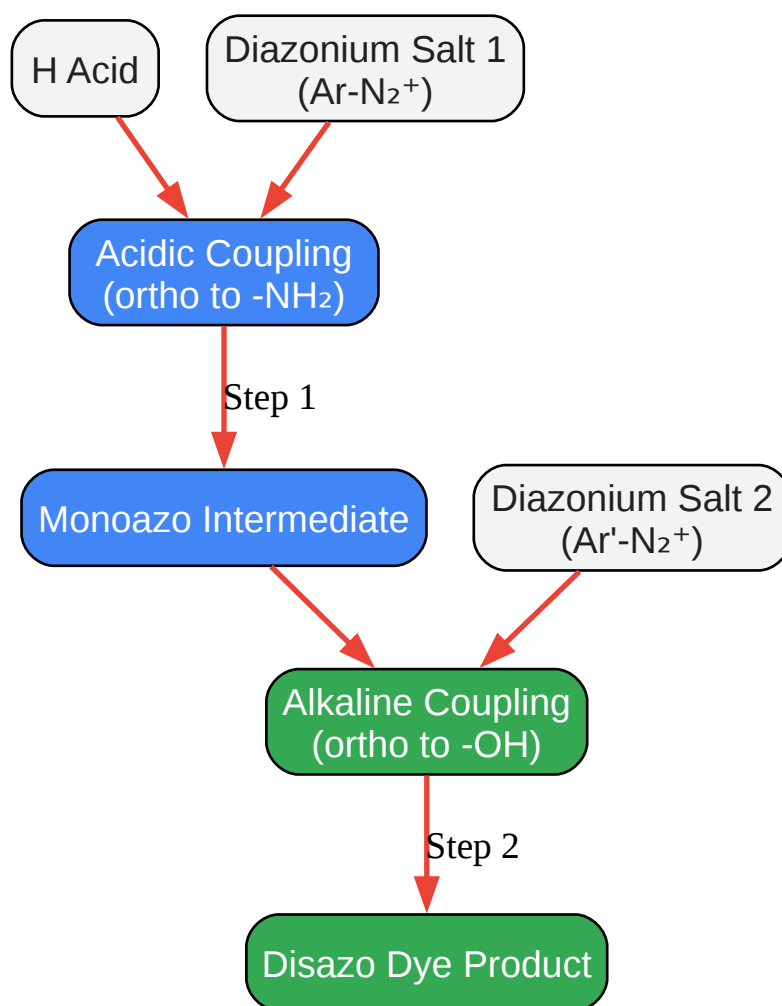 H Acid
Diazonium Salt 1
(Ar-N₂⁺)
Acidic Coupling
(ortho to -NH₂)
Step 1
Monoazo Intermediate
Diazonium Salt 2
(Ar'-N₂⁺)
Alkaline Coupling
(ortho to -OH)
Step 2
Disazo Dye Product